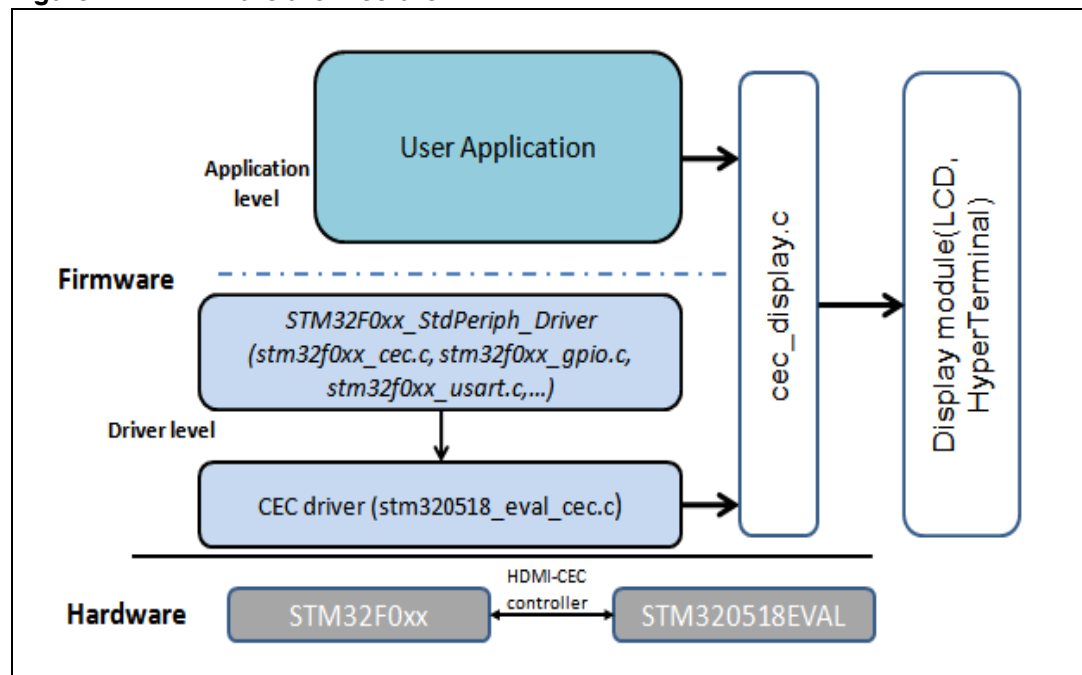 User Application
Application
level
Firmware
STM32F0xx_StdPeriph_Driver
(stm32f0xx_cec.c, stm32f0xx_gpio.c,
stm32f0xx_usart.c,...)
Driver level
CEC driver (stm320518_eval_cec.c)
cec_display.c
Display module(LCD,
HyperTerminal)
Hardware
STM32F0xx
HDMI-CEC
controller
STM320518EVAL